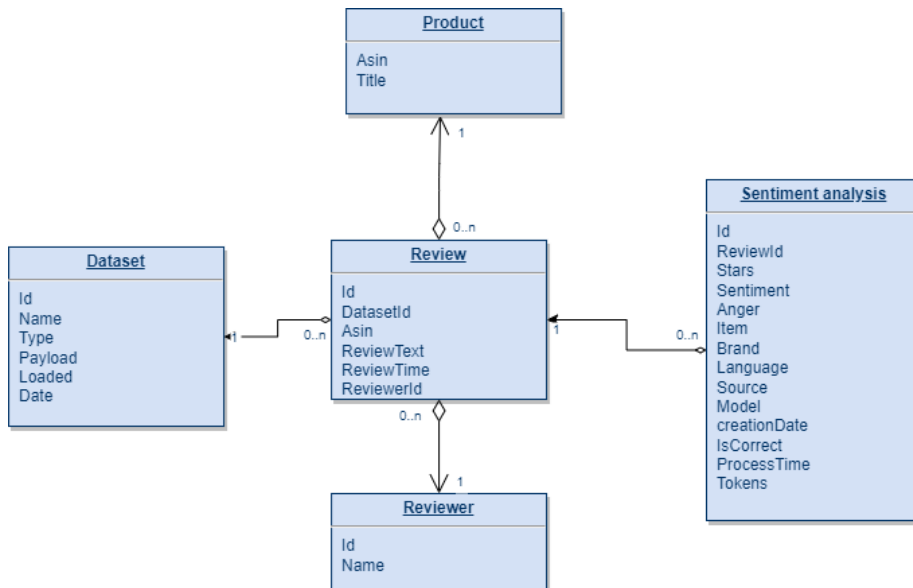 Product
Asin
Title
1
0..n
Sentiment analysis
Id
ReviewId
Stars
Sentiment
Anger
Item
Brand
Language
Source
Model
creationDate
IsCorrect
ProcessTime
Tokens
Review
Id
DatasetId
Asin
ReviewText
ReviewTime
ReviewerId
Dataset
Id
Name
Type
Payload
Loaded
Date
1
0..n
1
0..n
0..n
1
Reviewer
Id
Name